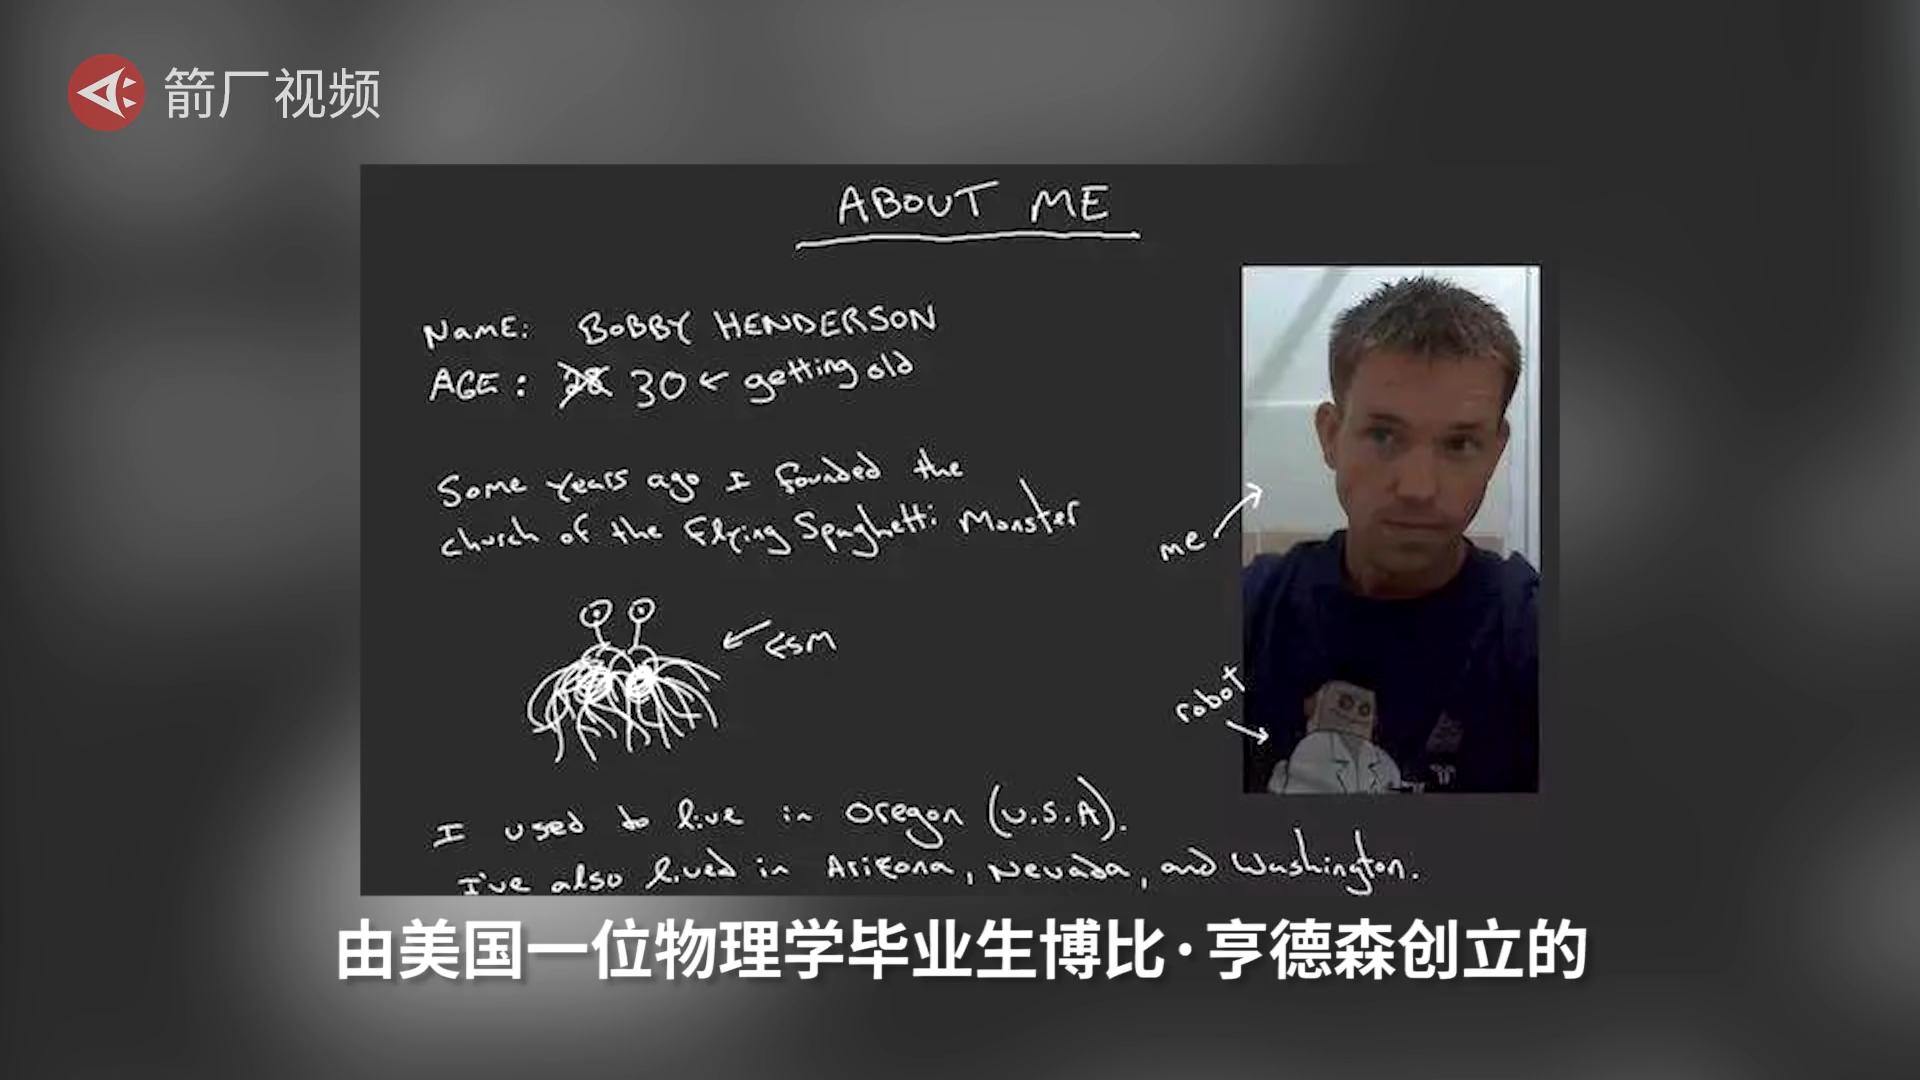 箭厂视频
ABOUT ME
NAME: BOBBY HENDERSON
AGE: 28 30 ← getting old
Some years ago I founded the
church of the Flying Spaghetti Monster
me
FSM
robot
I used to live in Oregon (U.S.A).
I've also lived in Arizona, Nevada, and Washington.
由美国一位物理学毕业生博比·亨德森创立的